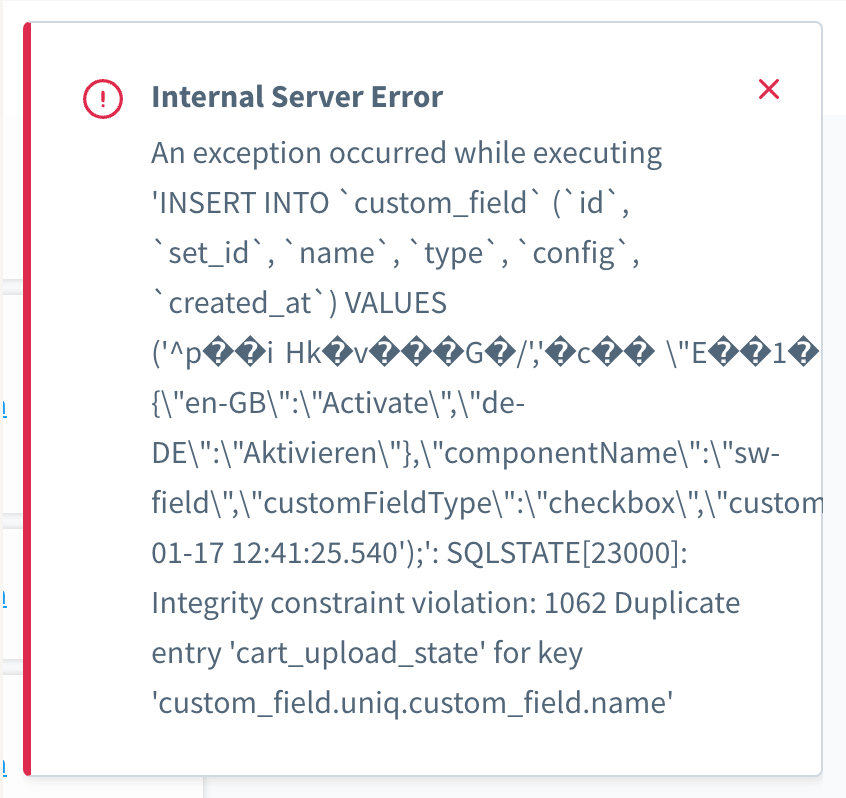 Internal Server Error
An exception occurred while executing
'INSERT INTO `custom_field` (`id`,
`set_id`, `name`, `type`, `config`,
`created_at`) VALUES
('^p��i Hk�v���G�/','�c�� \"E��1�
{\"en-GB\":\"Activate\",\"de-
DE\":\"Aktivieren\"},\"componentName\":\"sw-
field\",\"customFieldType\":\"checkbox\",\"custom
01-17 12:41:25.540');': SQLSTATE[23000]:
Integrity constraint violation: 1062 Duplicate
entry 'cart_upload_state' for key
'custom_field.uniq.custom_field.name'